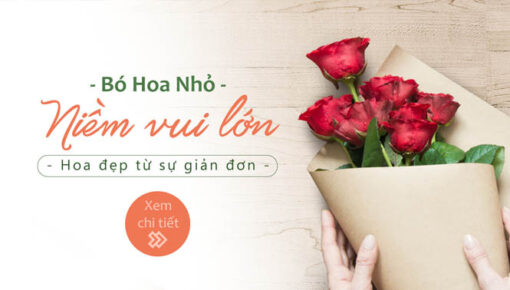 - Bó Hoa Nhỏ -
Niềm vui lớn
- Hoa đẹp từ sự giản đơn -
Xem
chi tiết